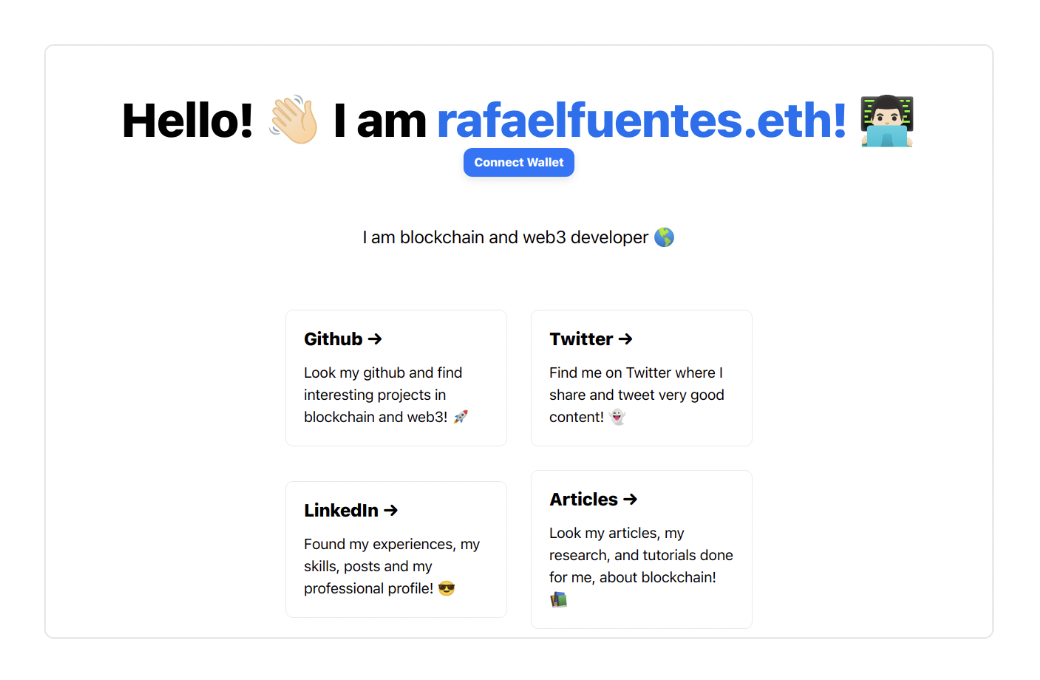 Hello! 👋🏻 I am rafaelfuentes.eth! 👨🏻‍💻
Connect Wallet
I am blockchain and web3 developer 🌎
Github →
Look my github and find
interesting projects in
blockchain and web3! 🚀
Twitter →
Find me on Twitter where I
share and tweet very good
content! 👻
LinkedIn →
Found my experiences, my
skills, posts and my
professional profile! 😎
Articles →
Look my articles, my
research, and tutorials done
for me, about blockchain!
📚